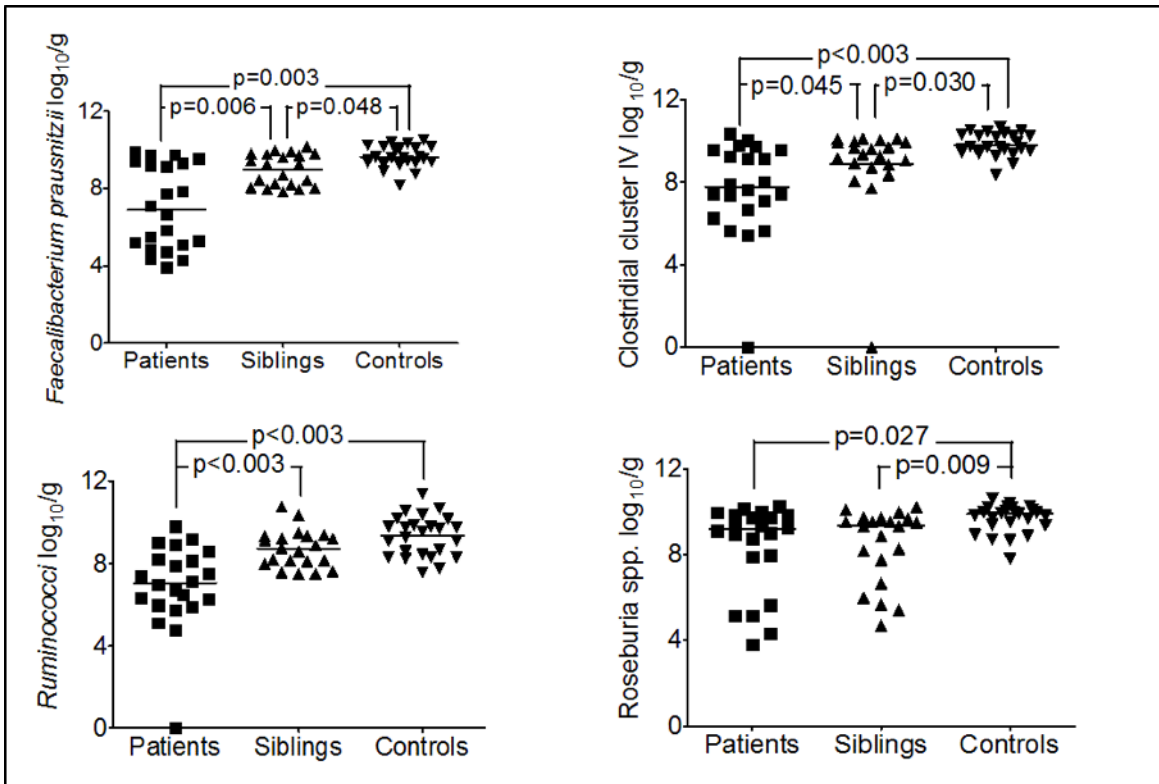 Faecalibacterium prausnitzii log10/g
p=0.003
p=0.006
p=0.048
12
8
4
0
Patients
Siblings
Controls
Clostridial cluster IV log10/g
p<0.003
p=0.045
p=0.030
12
8
4
0
Patients
Siblings
Controls
Ruminococci log10/g
p<0.003
p<0.003
12
8
4
0
Patients
Siblings
Controls
Roseburia spp. log10/g
p=0.027
p=0.009
12
8
4
0
Patients
Siblings
Controls